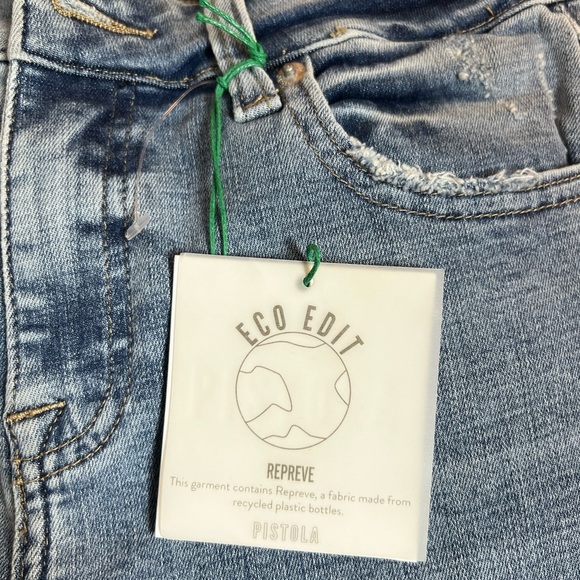 ECO EDIT
REPREVE
This garment contains Repreve, a fabric made from
recycled plastic bottles.
PISTOLA